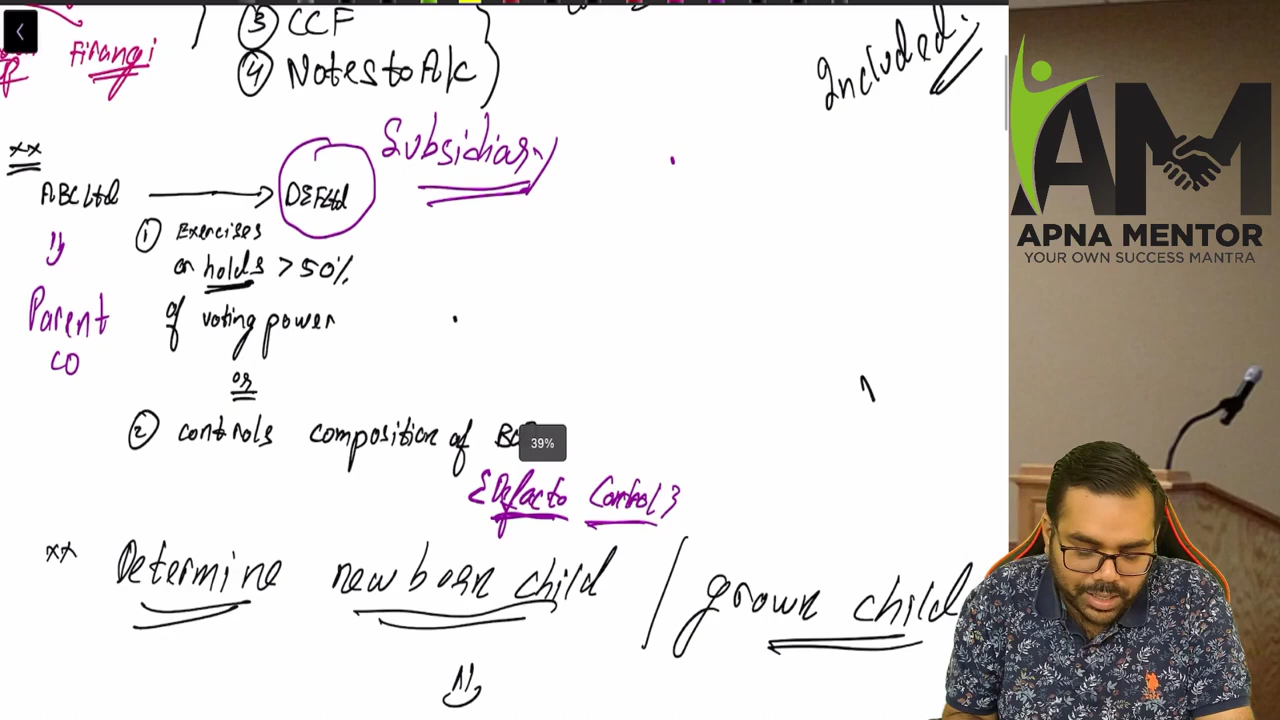 Firangi
③ CCF
④ Notes to A/c
Included
**
ABC Ltd → DEF Ltd
Subsidiary
Parent
CO
① Exercises
or holds > 50%
of voting power
or
② controls composition of
39%
{Defacto Control}
** Determine new born child / grown child
AM
APNA MENTOR
YOUR OWN SUCCESS MANTRA